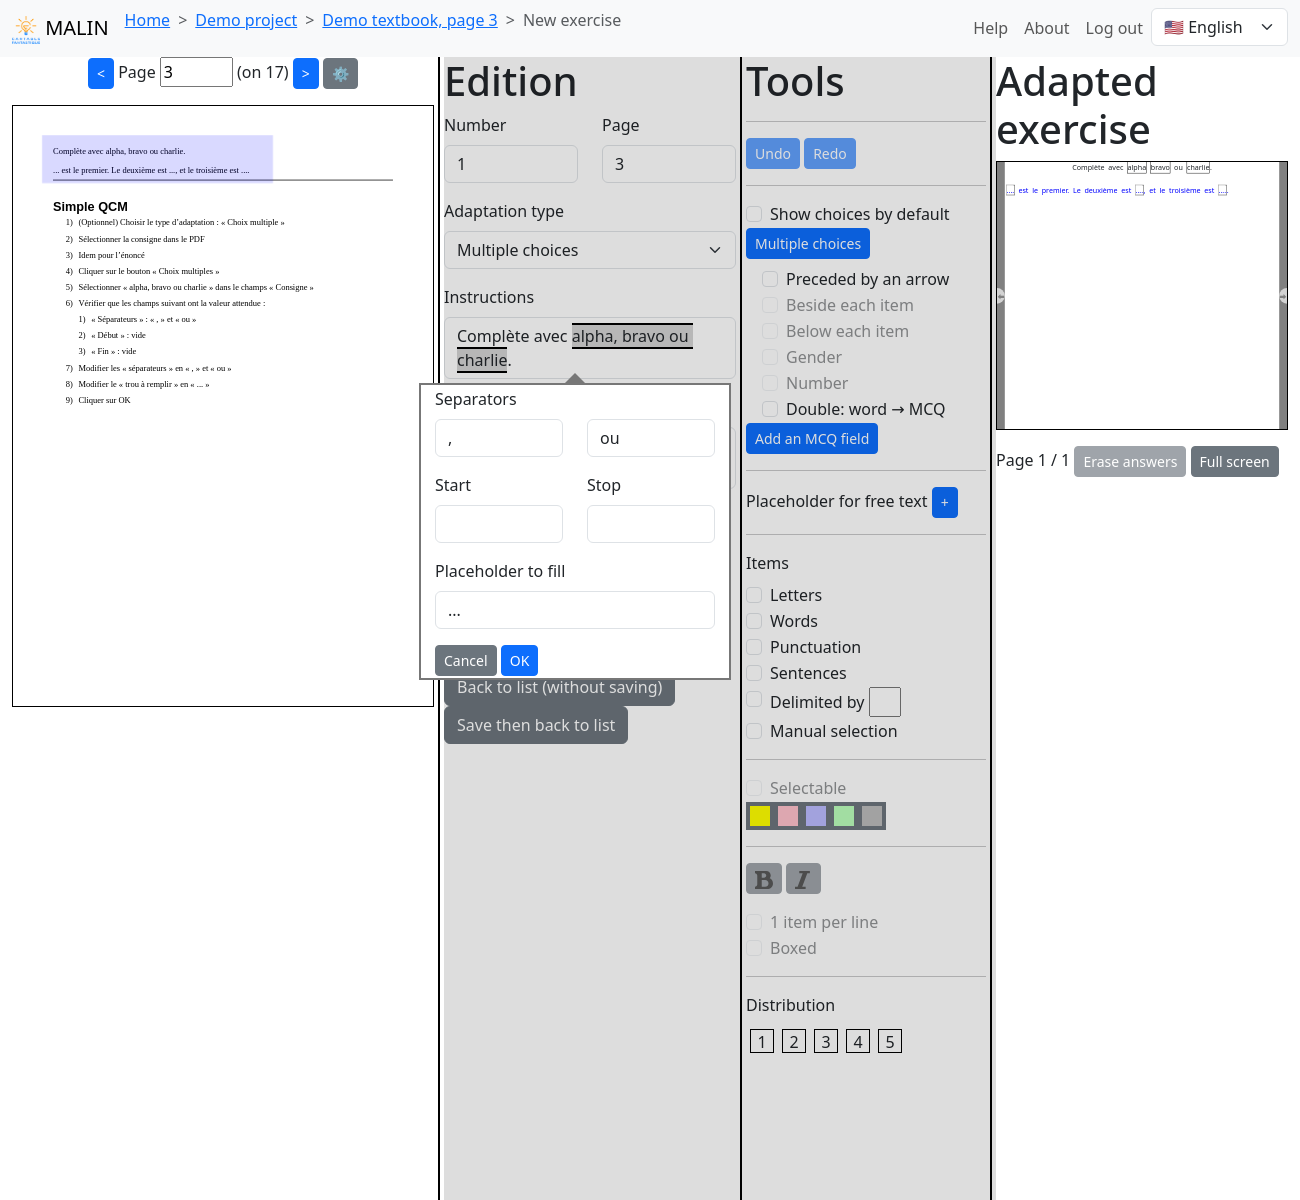 MALIN
Home > Demo project > Demo textbook, page 3 > New exercise
Help About Log out 🇺🇸 English
< Page 3 (on 17) > ⚙️
Complète avec alpha, bravo ou charlie.
... est le premier. Le deuxième est ..., et le troisième est ....
Simple QCM
1) (Optionnel) Choisir le type d'adaptation : « Choix multiple »
2) Sélectionner la consigne dans le PDF
3) Idem pour l'énoncé
4) Cliquer sur le bouton « Choix multiples »
5) Sélectionner « alpha, bravo ou charlie » dans le champs « Consigne »
6) Vérifier que les champs suivant ont la valeur attendue :
1) « Séparateurs » : « , » et « ou »
2) « Début » : vide
3) « Fin » : vide
7) Modifier les « séparateurs » en « , » et « ou »
8) Modifier le « trou à remplir » en « ... »
9) Cliquer sur OK
Edition
Number Page
1 3
Adaptation type
Multiple choices
Instructions
Complète avec alpha, bravo ou
charlie.
Separators
, ou
Start Stop
Placeholder to fill
...
Cancel OK
Back to list (without saving)
Save then back to list
Tools
Undo Redo
Show choices by default
Multiple choices
Preceded by an arrow
Beside each item
Below each item
Gender
Number
Double: word → MCQ
Add an MCQ field
Placeholder for free text +
Items
Letters
Words
Punctuation
Sentences
Delimited by
Manual selection
Selectable
B I
1 item per line
Boxed
Distribution
1 2 3 4 5
Adapted
exercise
Complète avec alpha bravo ou charlie.
... est le premier. Le deuxième est ..., et le troisième est ....
Page 1 / 1 Erase answers Full screen